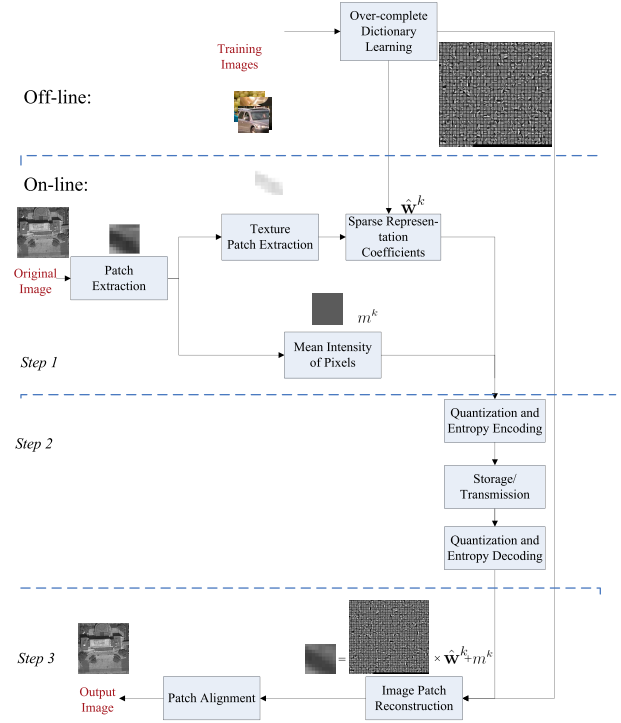 Over-complete
Dictionary
Learning
Training
Images
Off-line:
On-line:
ŵ^k
Texture
Patch Extraction
Sparse Represen-
tation
Coefficients
Original
Image
Patch
Extraction
m^k
Mean Intensity
of Pixels
Step 1
Quantization and
Entropy Encoding
Step 2
Storage/
Transmission
Quantization and
Entropy Decoding
Step 3
= × ŵ^k+m^k
Output
Image
Patch Alignment
Image Patch
Reconstruction